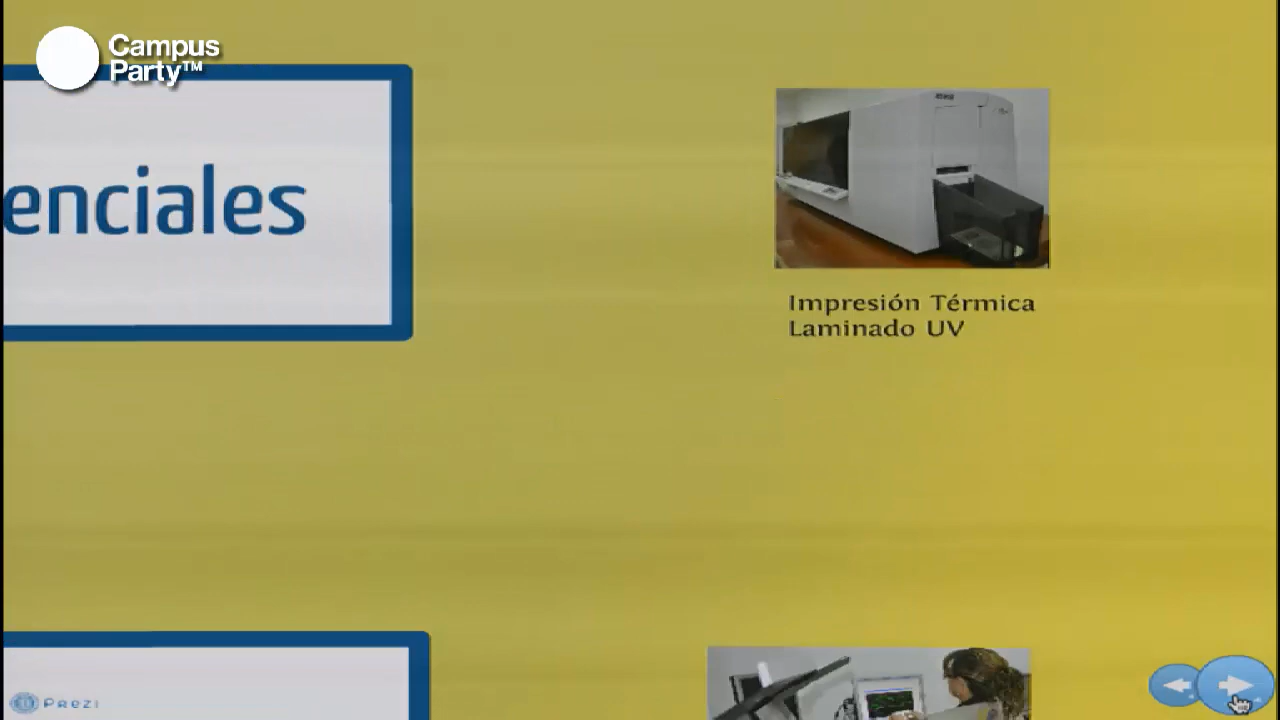 Campus
Party™
enciales
Impresión Térmica
Laminado UV
Prezi